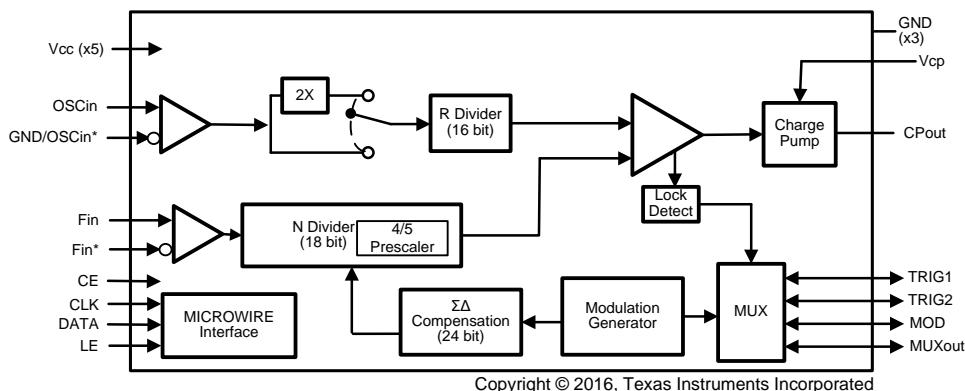 GND
(x3)
Vcc (x5)
Vcp
OSCin
2X
R Divider
(16 bit)
Charge
Pump
CPout
GND/OSCin*
Lock
Detect
Fin
N Divider
(18 bit)
4/5
Prescaler
Fin*
CE
CLK
DATA
LE
MICROWIRE
Interface
ΣΔ
Compensation
(24 bit)
Modulation
Generator
MUX
TRIG1
TRIG2
MOD
MUXout
Copyright © 2016, Texas Instruments Incorporated